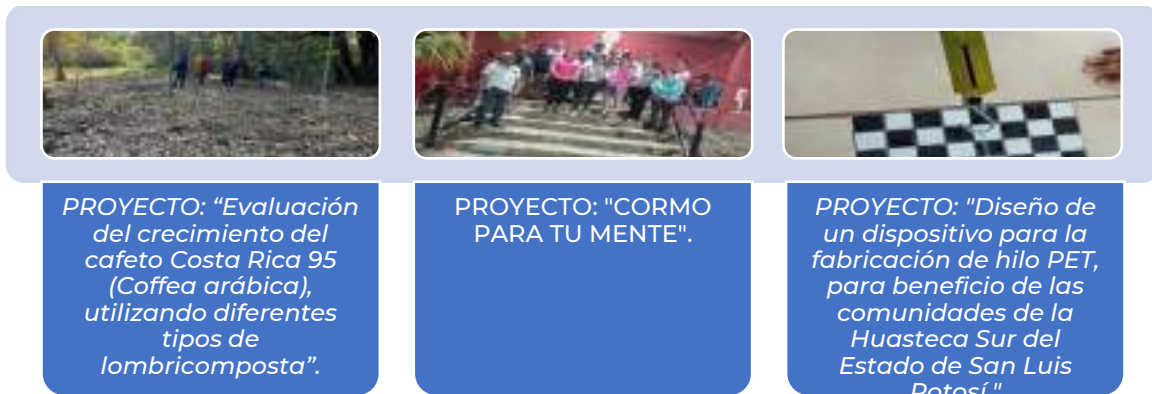 PROYECTO: “Evaluación
del crecimiento del
cafeto Costa Rica 95
(Coffea arábica),
utilizando diferentes
tipos de
lombricomposta”.
PROYECTO: "CORMO
PARA TU MENTE".
PROYECTO: "Diseño de
un dispositivo para la
fabricación de hilo PET,
para beneficio de las
comunidades de la
Huasteca Sur del
Estado de San Luis
Potosí."